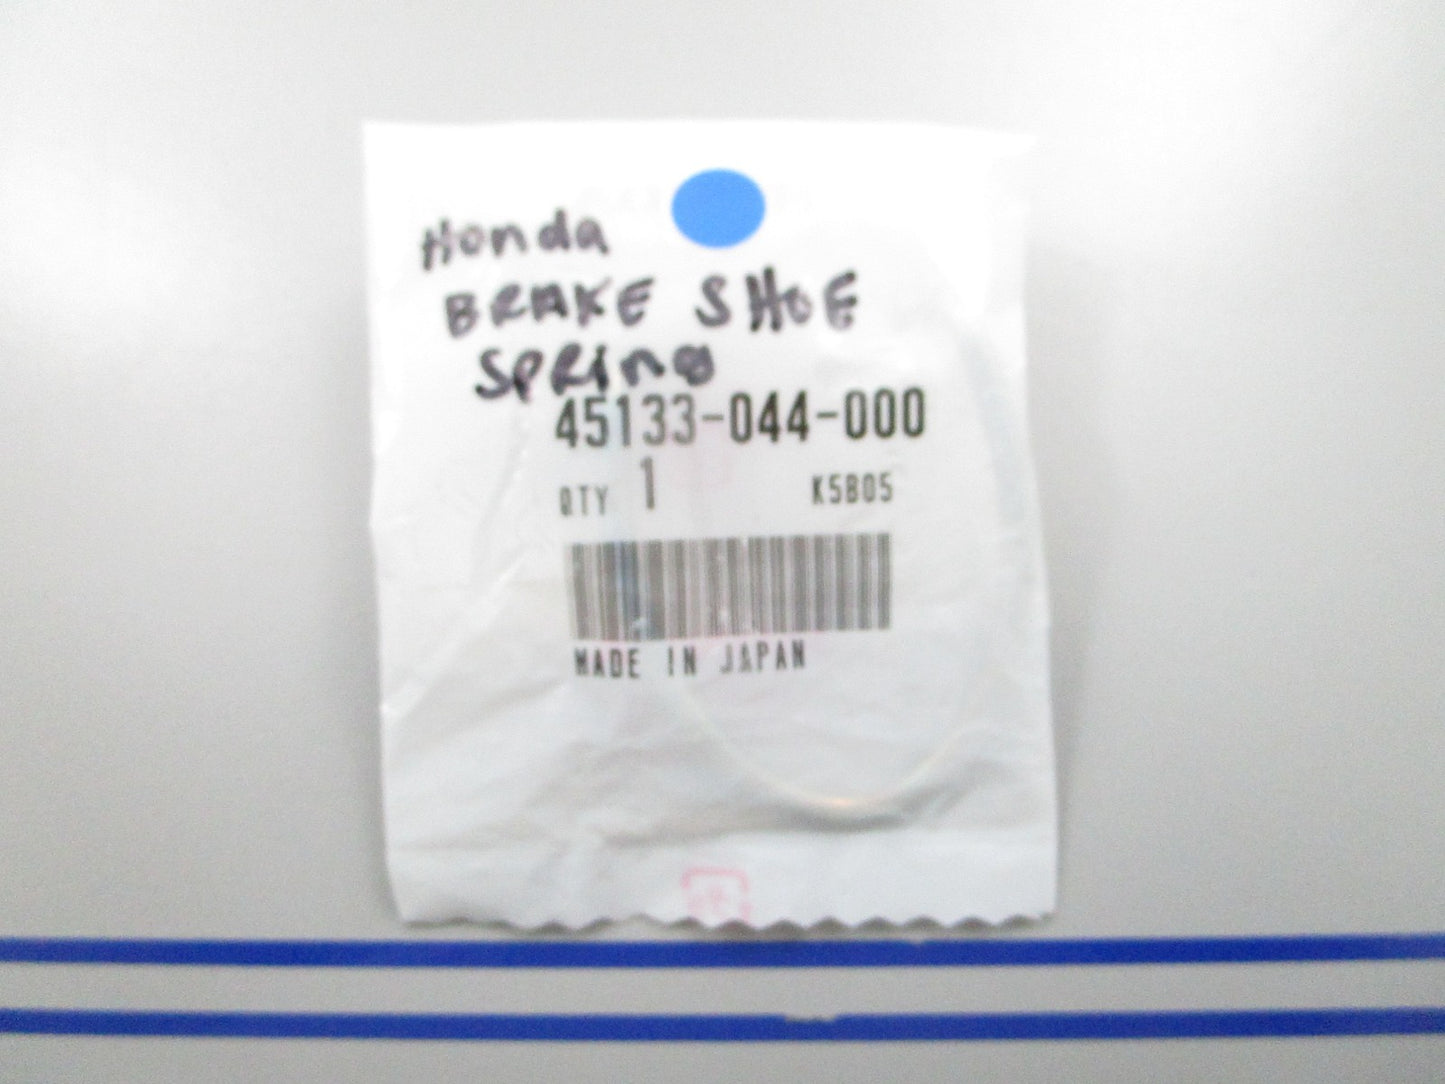 Honda
BRAKE SHOE
SPRING
45133-044-000
QTY 1 K5B05
MADE IN JAPAN